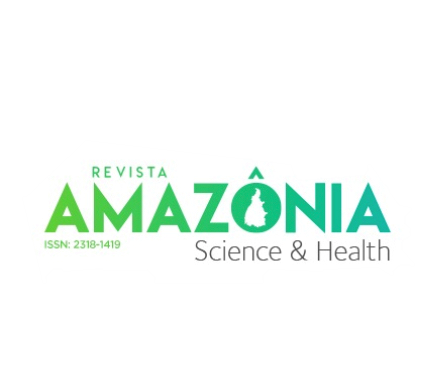 REVISTA
AMAZÔNIA
ISSN: 2318-1419
Science & Health